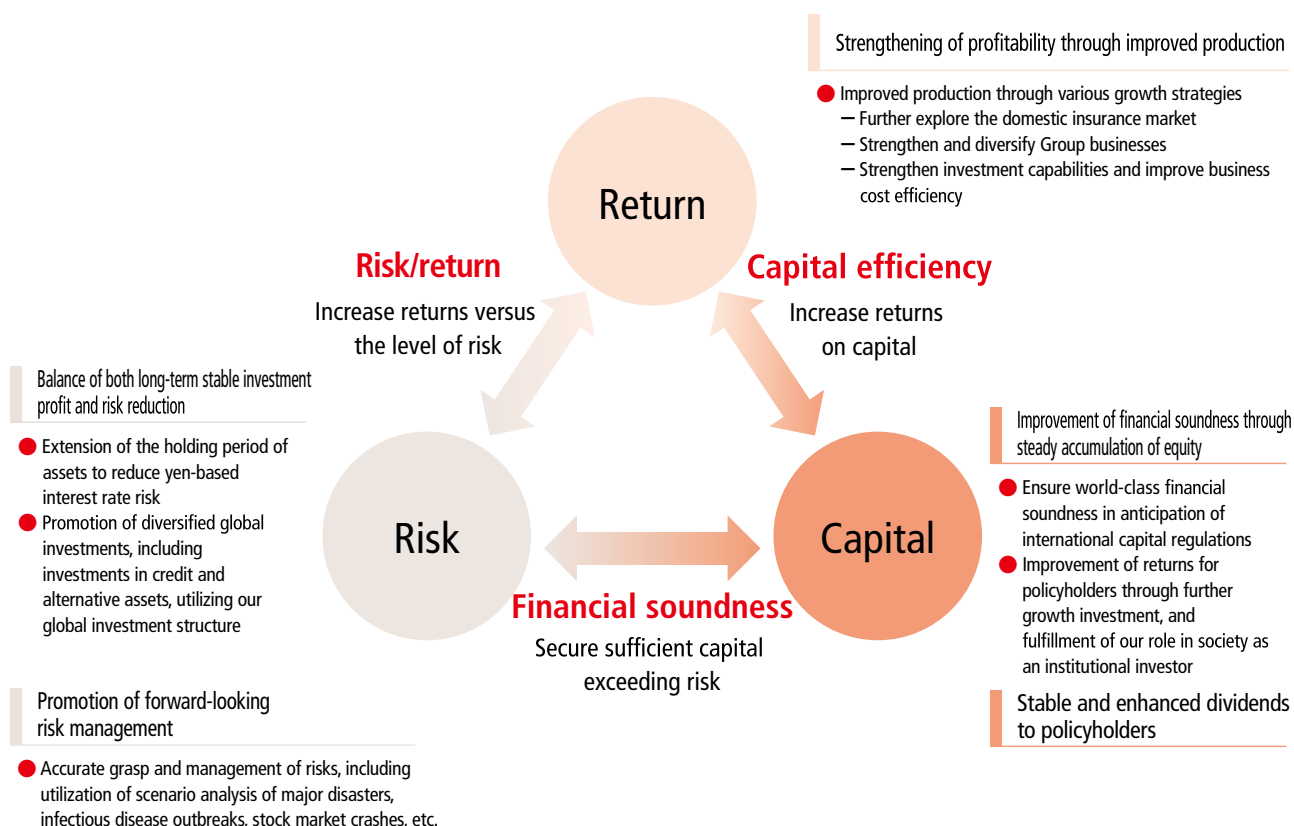 Strengthening of profitability through improved production
● Improved production through various growth strategies
– Further explore the domestic insurance market
– Strengthen and diversify Group businesses
– Strengthen investment capabilities and improve business
cost efficiency
Return
Risk/return
Increase returns versus
the level of risk
Capital efficiency
Increase returns
on capital
Balance of both long-term stable investment
profit and risk reduction
● Extension of the holding period of
assets to reduce yen-based
interest rate risk
● Promotion of diversified global
investments, including
investments in credit and
alternative assets, utilizing our
global investment structure
Risk
Capital
Financial soundness
Secure sufficient capital
exceeding risk
Improvement of financial soundness through
steady accumulation of equity
● Ensure world-class financial
soundness in anticipation of
international capital regulations
● Improvement of returns for
policyholders through further
growth investment, and
fulfillment of our role in society as
an institutional investor
Promotion of forward-looking
risk management
● Accurate grasp and management of risks, including
utilization of scenario analysis of major disasters,
infectious disease outbreaks, stock market crashes, etc.
Stable and enhanced dividends
to policyholders